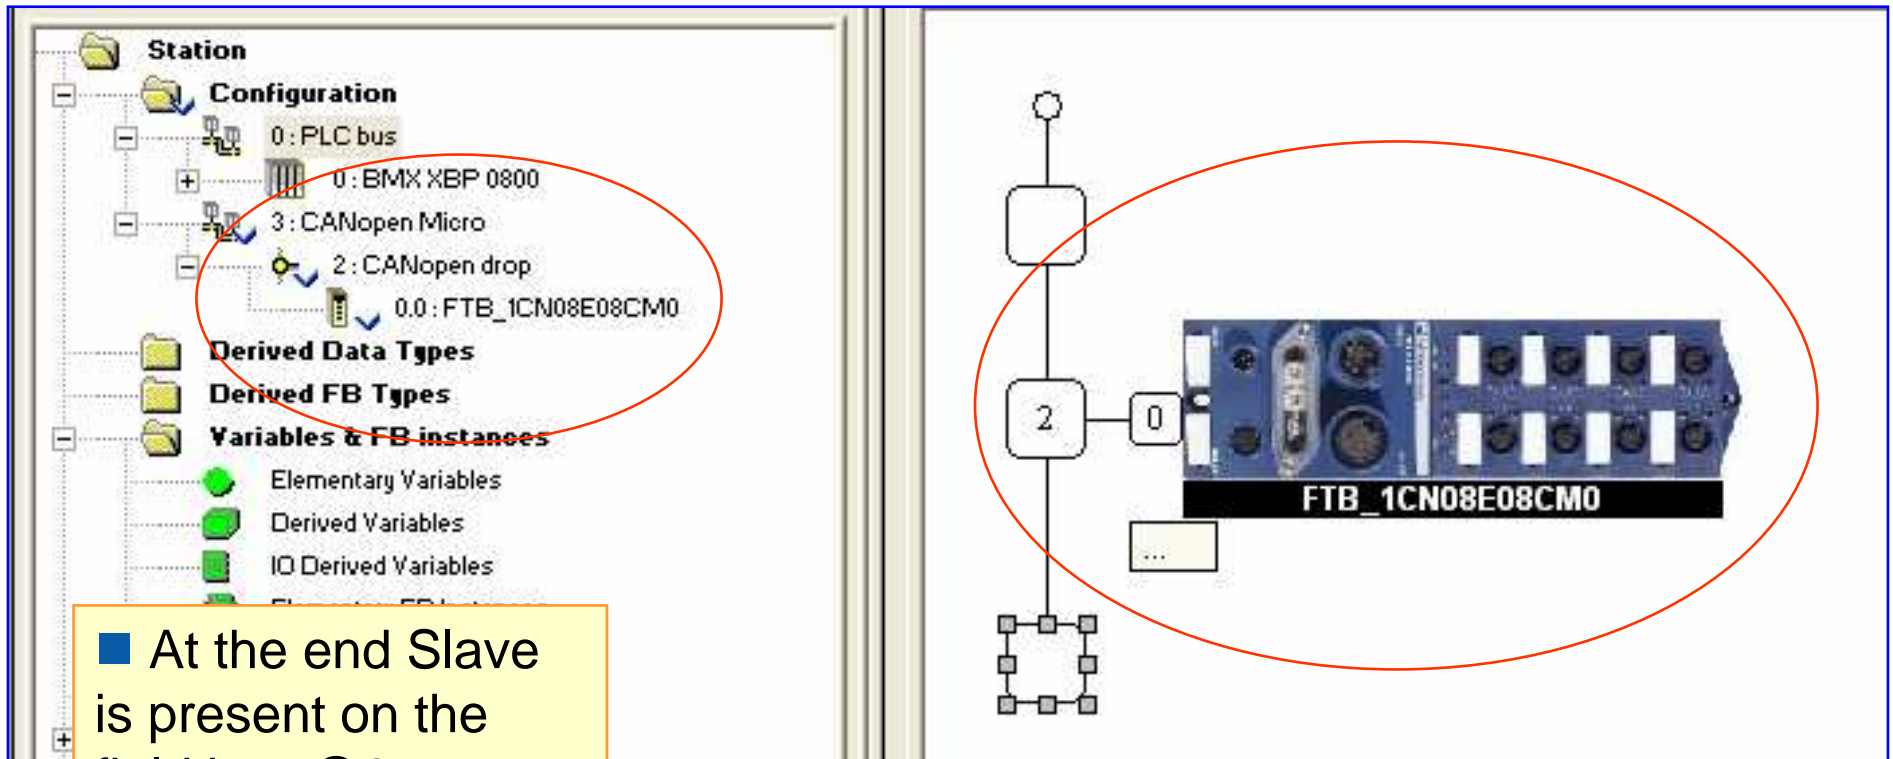 Station
Configuration
0 : PLC bus
0 : BMX XBP 0800
3 : CANopen Micro
2 : CANopen drop
0.0 : FTB_1CN08E08CM0
Derived Data Types
Derived FB Types
Variables & FB instances
Elementary Variables
Derived Variables
IO Derived Variables
At the end Slave
is present on the
2
0
FTB_1CN08E08CM0
...